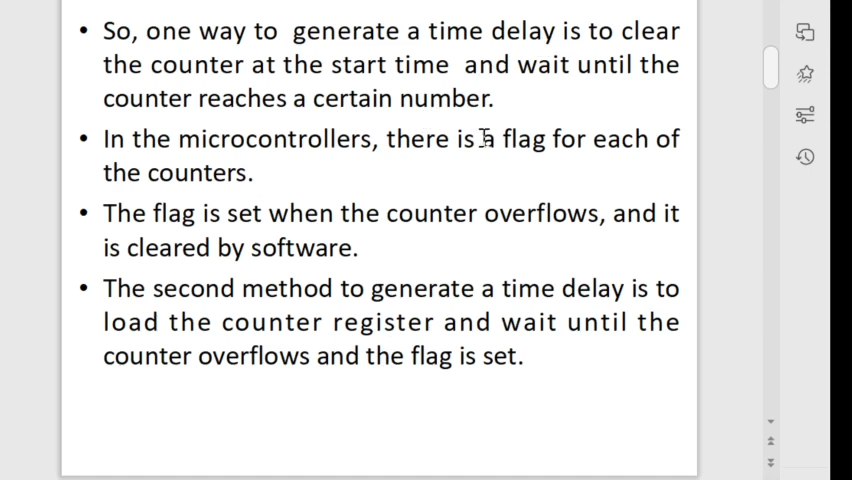 • So, one way to generate a time delay is to clear
the counter at the start time and wait until the
counter reaches a certain number.
• In the microcontrollers, there is a flag for each of
the counters.
• The flag is set when the counter overflows, and it
is cleared by software.
• The second method to generate a time delay is to
load the counter register and wait until the
counter overflows and the flag is set.